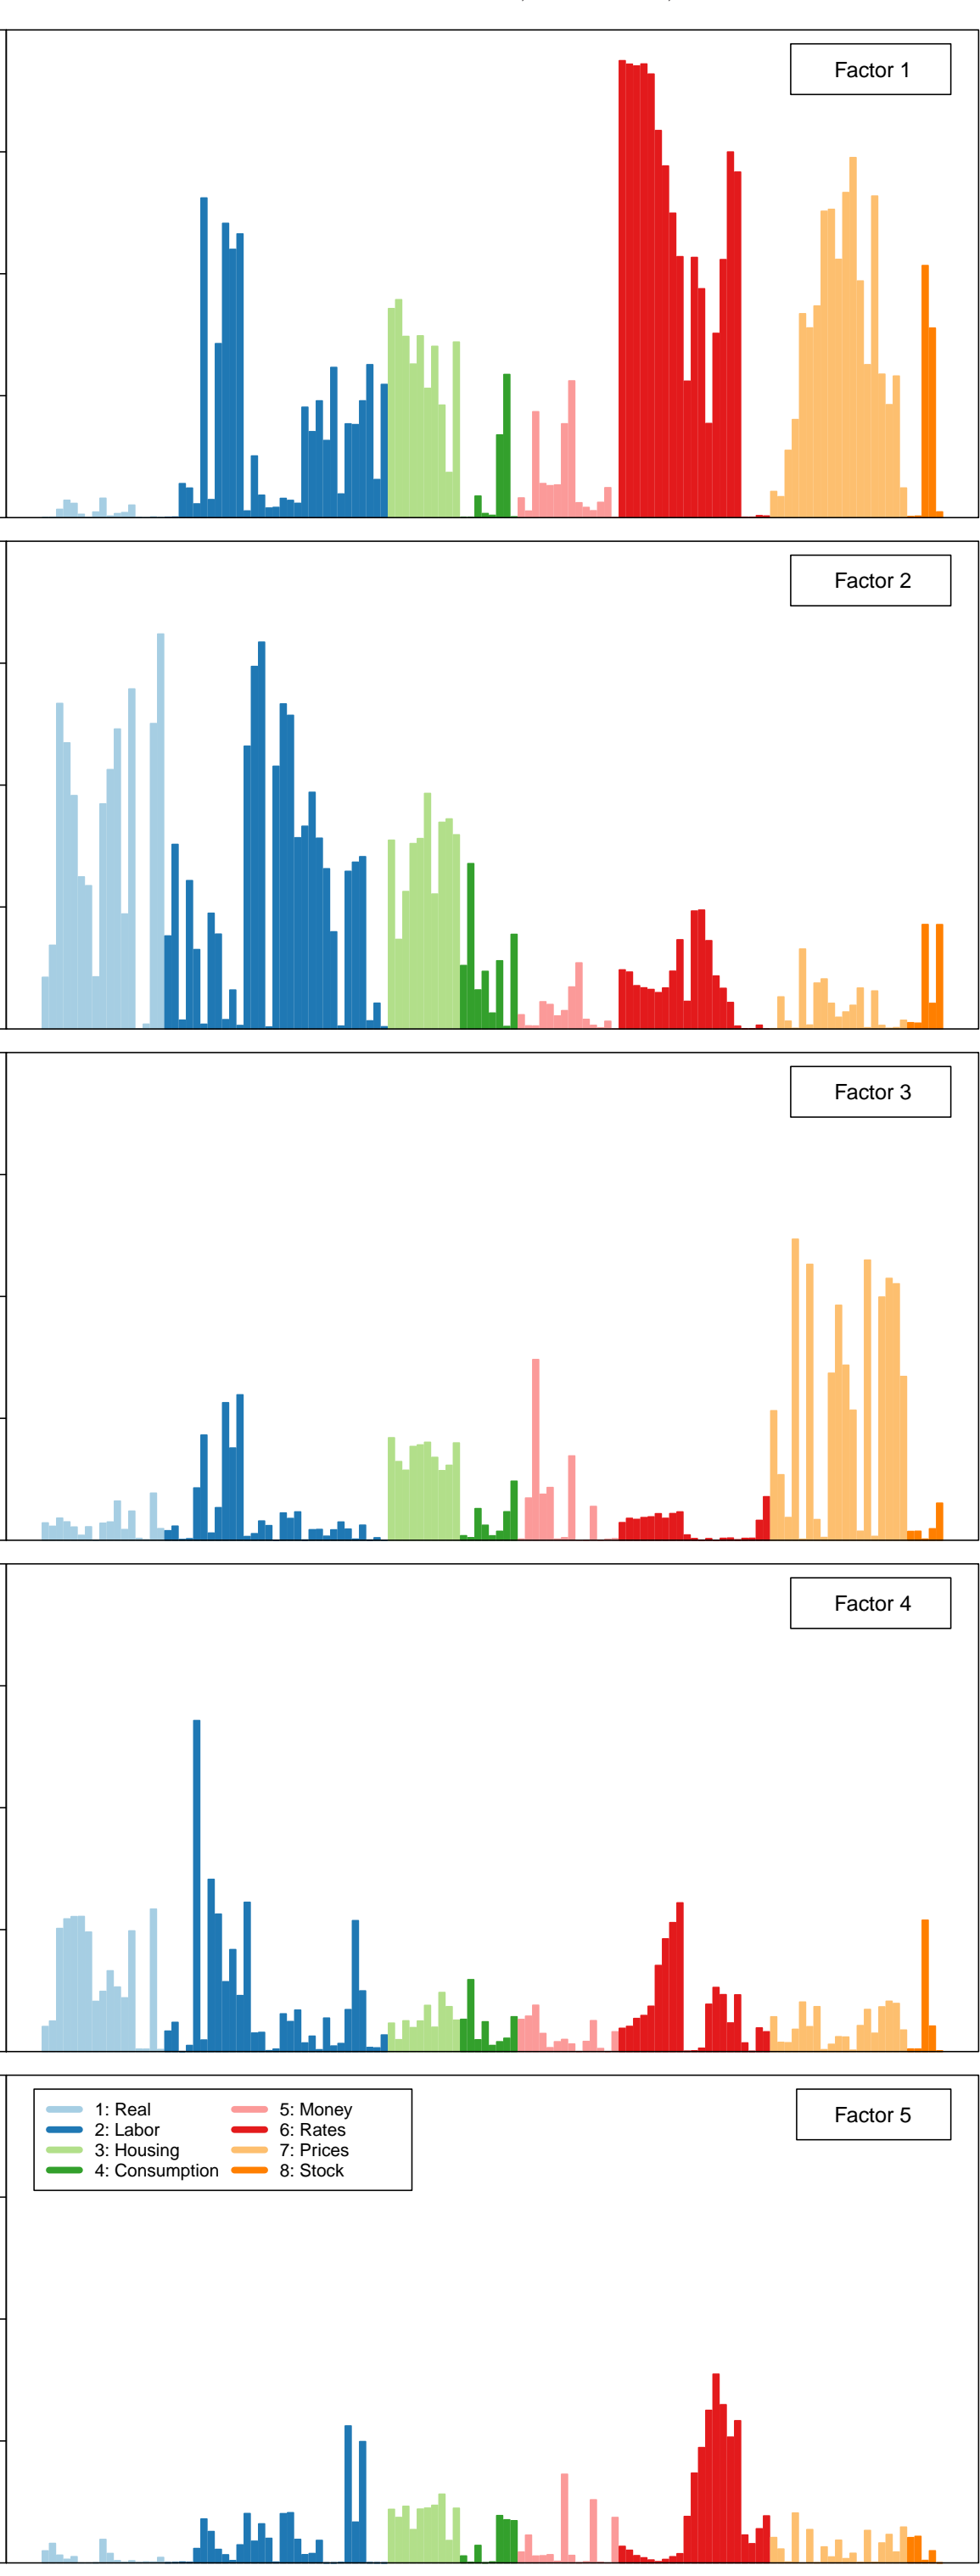 Factor 1
Factor 2
Factor 3
Factor 4
Factor 5
1: Real
2: Labor
3: Housing
4: Consumption
5: Money
6: Rates
7: Prices
8: Stock